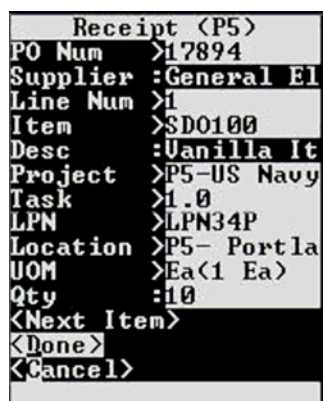 Receipt (P5)
PO Num >17894
Supplier :General El
Line Num >1
Item >SDO100
Desc :Vanilla It
Project >P5-US Navy
Task >1.0
LPN >LPN34P
Location >P5- Portla
UOM >Ea(1 Ea)
Qty :10
<Next Item>
<Done>
<Cancel>